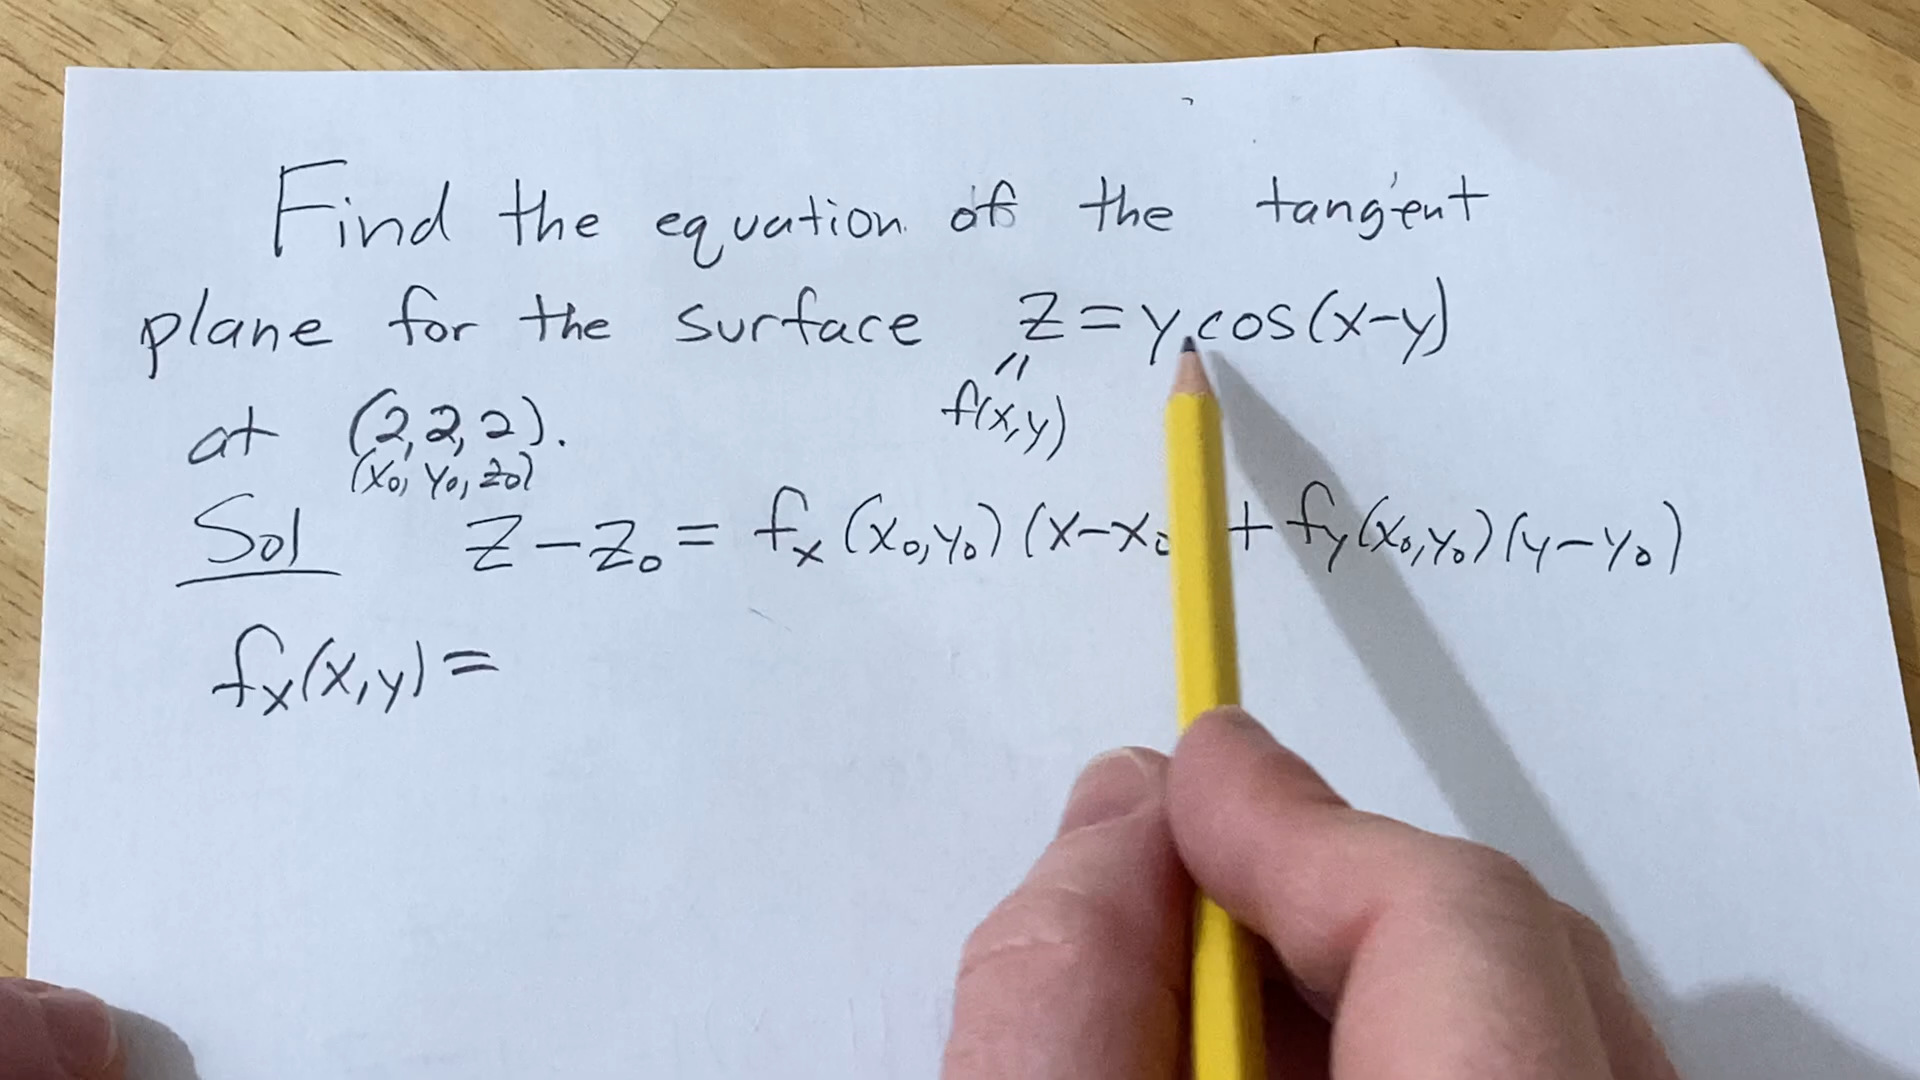 Find the equation of the tangent
plane for the surface z=ycos(x-y)
at (2,2,2). f(x,y)
(x₀, y₀, z₀)
Sol z-z₀ = fₓ(x₀,y₀)(x-x₀ + f_y(x₀,y₀)(y-y₀)
fₓ(x,y)=